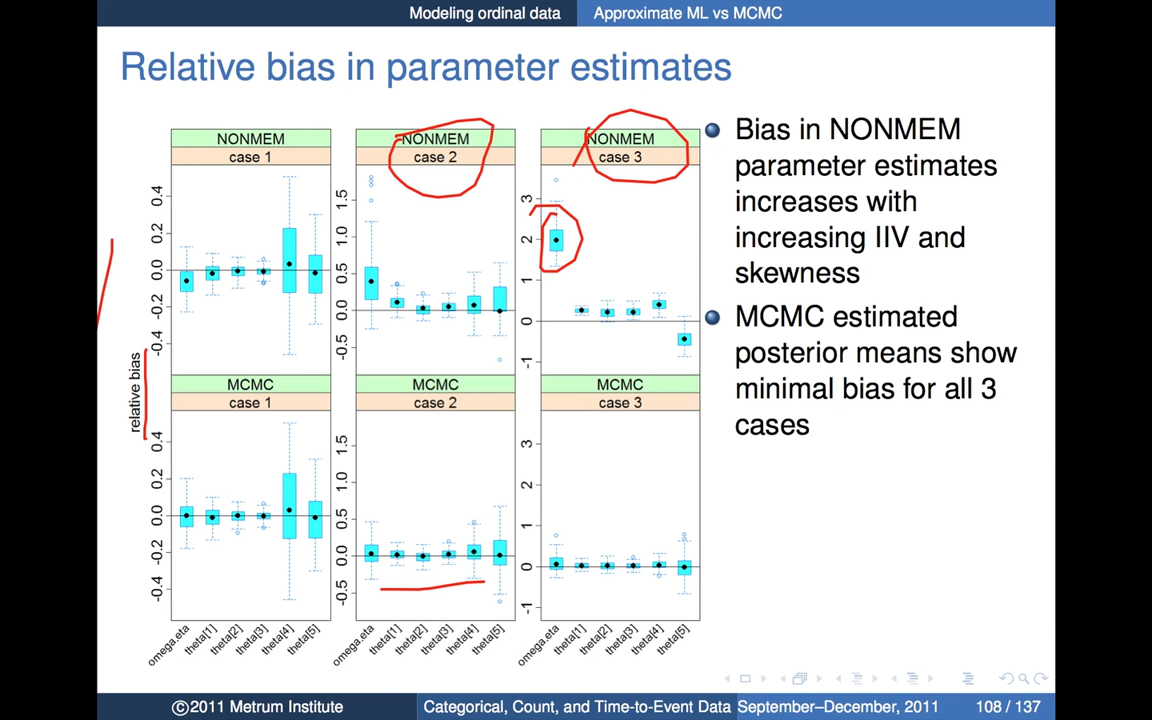 Modeling ordinal data Approximate ML vs MCMC
Relative bias in parameter estimates
NONMEM NONMEM NONMEM
case 1 case 2 case 3
0.4
0.2
0.0
-0.2
-0.4
1.5
1.0
0.5
0.0
-0.5
3
2
1
0
-1
relative bias
MCMC MCMC MCMC
case 1 case 2 case 3
0.4
0.2
0.0
-0.2
-0.4
1.5
1.0
0.5
0.0
-0.5
3
2
1
0
-1
omega.eta theta[1] theta[2] theta[3] theta[4] theta[5]
omega.eta theta[1] theta[2] theta[3] theta[4] theta[5]
omega.eta theta[1] theta[2] theta[3] theta[4] theta[5]
Bias in NONMEM
parameter estimates
increases with
increasing IIV and
skewness
MCMC estimated
posterior means show
minimal bias for all 3
cases
©2011 Metrum Institute Categorical, Count, and Time-to-Event Data September–December, 2011 108 / 137